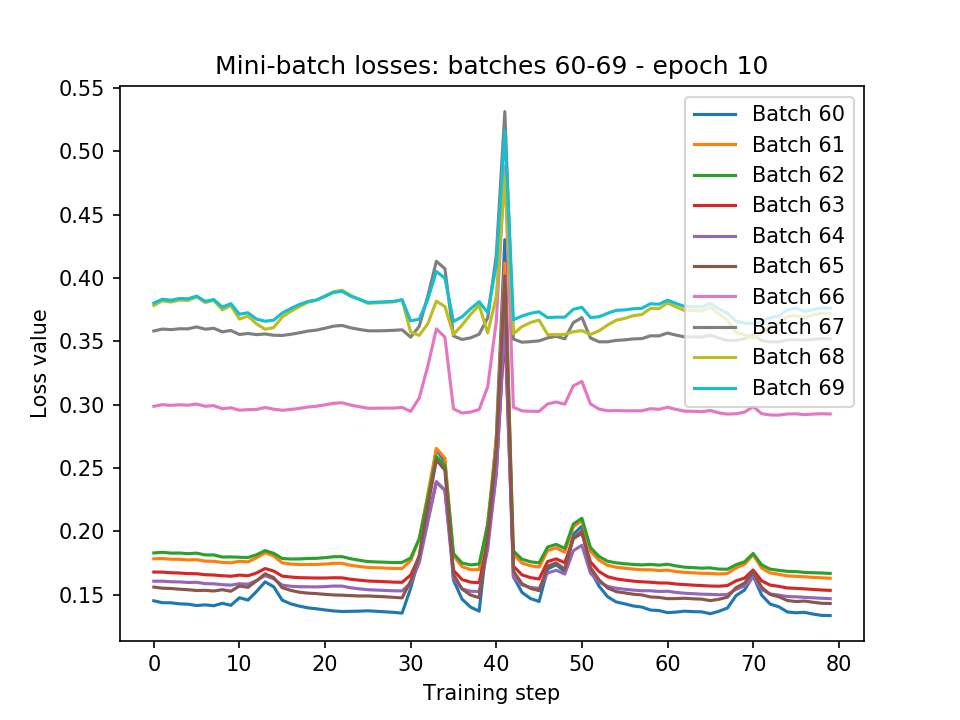 Mini-batch losses: batches 60-69 - epoch 10
Loss value
0.55
0.50
0.45
0.40
0.35
0.30
0.25
0.20
0.15
Batch 60
Batch 61
Batch 62
Batch 63
Batch 64
Batch 65
Batch 66
Batch 67
Batch 68
Batch 69
0 10 20 30 40 50 60 70 80
Training step